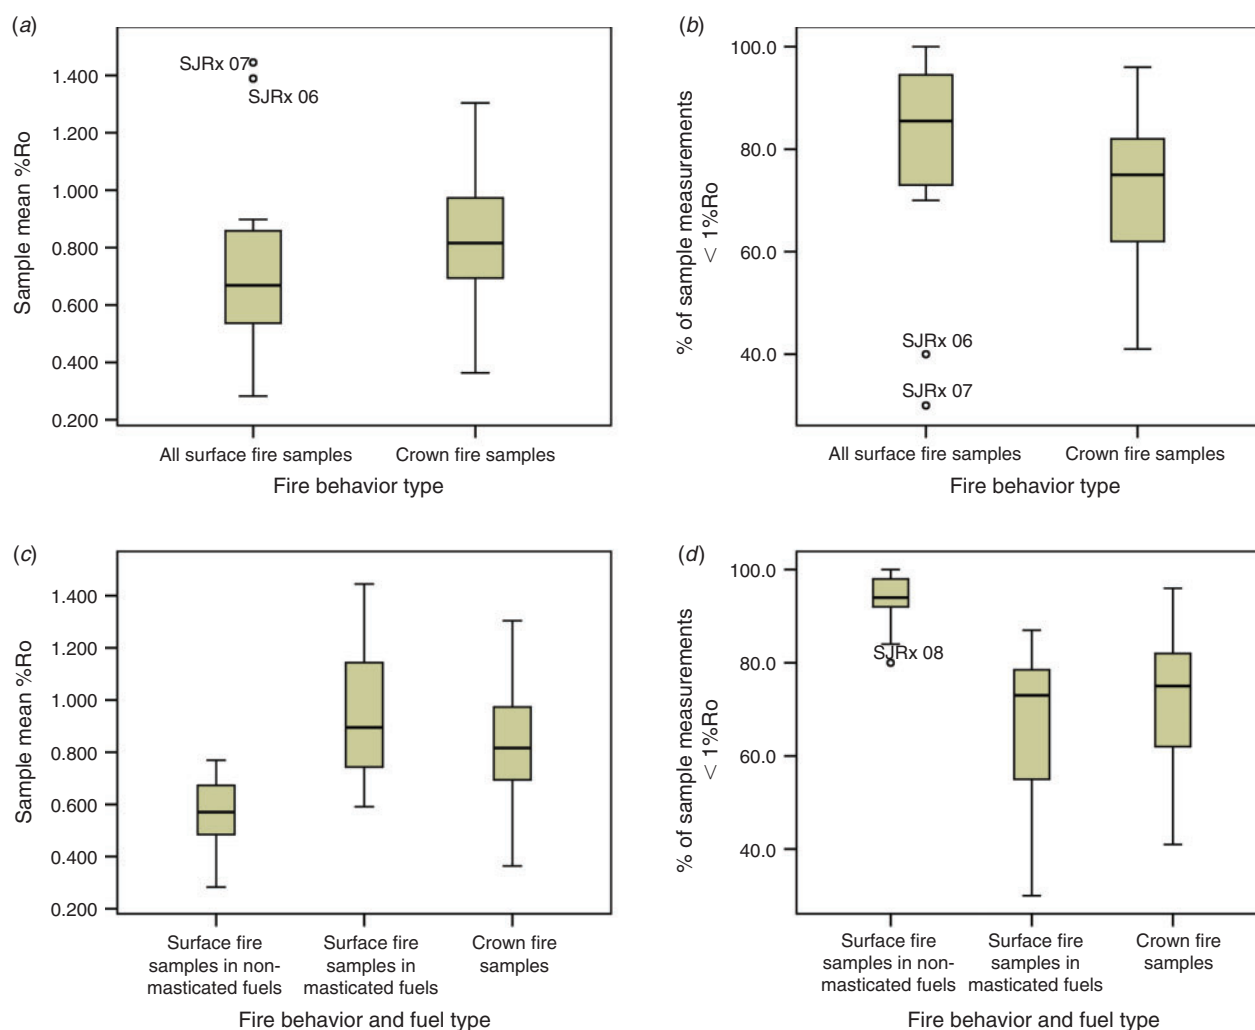 (a)
Sample mean %Ro
1.400
1.200
1.000
0.800
0.600
0.400
0.200
SJRx 07
SJRx 06
All surface fire samples
Crown fire samples
Fire behavior type
(b)
% of sample measurements
< 1%Ro
100.0
80.0
60.0
40.0
SJRx 06
SJRx 07
All surface fire samples
Crown fire samples
Fire behavior type
(c)
Sample mean %Ro
1.400
1.200
1.000
0.800
0.600
0.400
0.200
Surface fire
samples in non-
masticated fuels
Surface fire
samples in
masticated fuels
Crown fire
samples
Fire behavior and fuel type
(d)
% of sample measurements
< 1%Ro
100.0
80.0
60.0
40.0
SJRx 08
Surface fire
samples in non-
masticated fuels
Surface fire
samples in
masticated fuels
Crown fire
samples
Fire behavior and fuel type